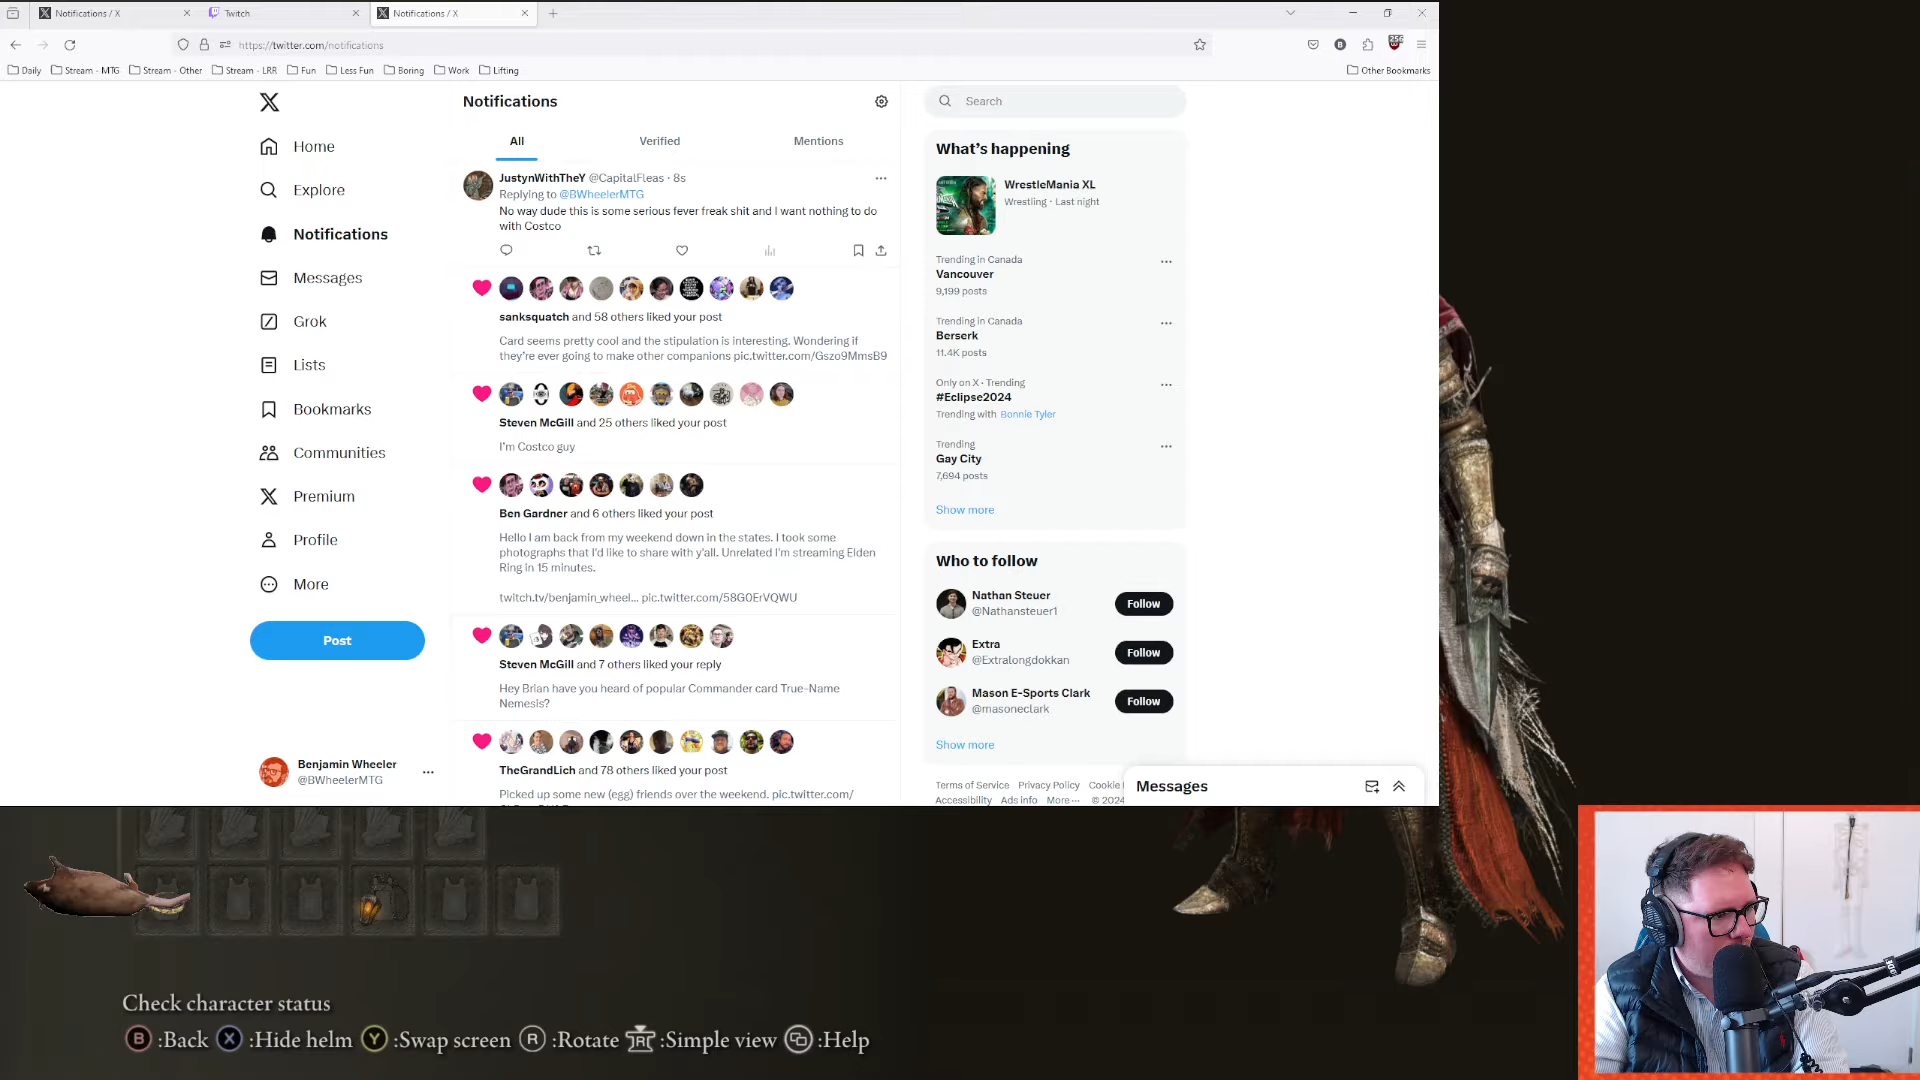 Notifications / X
Twitch
Notifications / X
https://twitter.com/notifications
Daily
Stream - MTG
Stream - Other
Stream - LRR
Fun
Less Fun
Boring
Work
Lifting
Other Bookmarks
Home
Explore
Notifications
Messages
Grok
Lists
Bookmarks
Communities
Premium
Profile
More
Post
Benjamin Wheeler
@BWheelerMTG
Notifications
All
Verified
Mentions
JustynWithTheY @CapitalFleas · 8s
Replying to @BWheelerMTG
No way dude this is some serious fever freak shit and I want nothing to do
with Costco
sanksquatch and 58 others liked your post
Card seems pretty cool and the stipulation is interesting. Wondering if
they're ever going to make other companions pic.twitter.com/Gszo9MmsB9
Steven McGill and 25 others liked your post
I'm Costco guy
Ben Gardner and 6 others liked your post
Hello I am back from my weekend down in the states. I took some
photographs that I'd like to share with y'all. Unrelated I'm streaming Elden
Ring in 15 minutes.
twitch.tv/benjamin_wheel... pic.twitter.com/58G0ErVQWU
Steven McGill and 7 others liked your reply
Hey Brian have you heard of popular Commander card True-Name
Nemesis?
TheGrandLich and 78 others liked your post
Picked up some new (egg) friends over the weekend. pic.twitter.com/
Search
What's happening
WrestleMania XL
Wrestling · Last night
Trending in Canada
Vancouver
9,199 posts
Trending in Canada
Berserk
11.4K posts
Only on X · Trending
#Eclipse2024
Trending with Bonnie Tyler
Trending
Gay City
7,694 posts
Show more
Who to follow
Nathan Steuer
@Nathansteuer1
Follow
Extra
@Extralongdokkan
Follow
Mason E-Sports Clark
@masoneclark
Follow
Show more
Terms of Service Privacy Policy Cookie
Accessibility Ads info More ··· © 2024
Messages
Check character status
B :Back X :Hide helm Y :Swap screen R :Rotate R :Simple view :Help